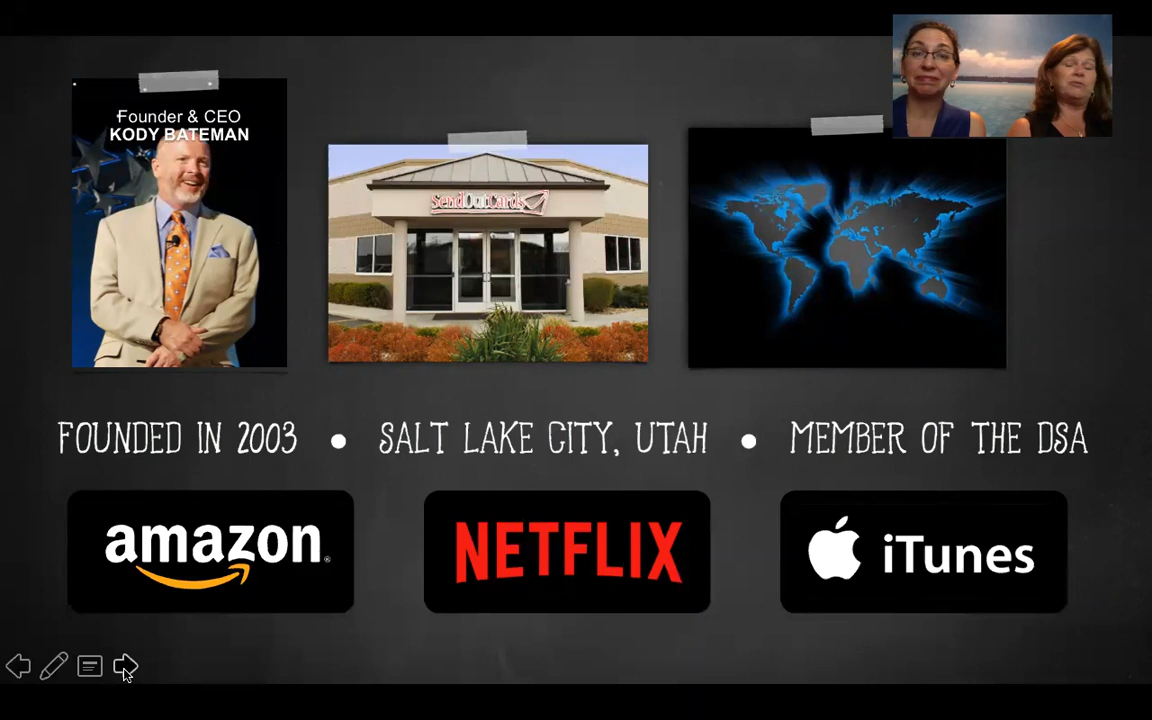 Founder & CEO
KODY BATEMAN
SendOutCards
FOUNDED IN 2003 • SALT LAKE CITY, UTAH • MEMBER OF THE DSA
amazon®
NETFLIX
iTunes